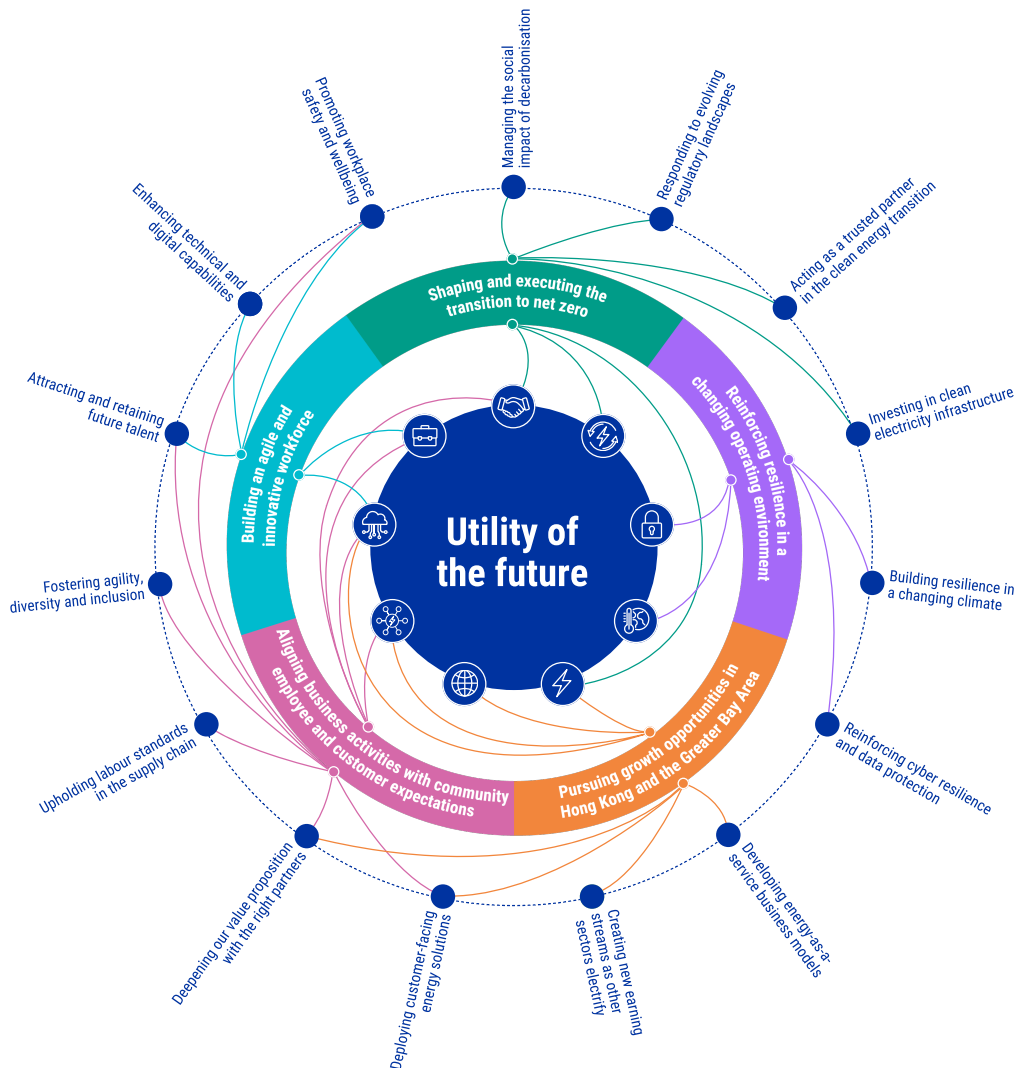 Managing the social
impact of decarbonisation
Responding to evolving
regulatory landscapes
Acting as a trusted partner
in the clean energy transition
Investing in clean
electricity infrastructure
Building resilience in
a changing climate
Reinforcing cyber resilience
and data protection
Developing energy-as-a-
service business models
Creating new earning
streams as other
sectors electrify
Deploying customer-facing
energy solutions
Deepening our value proposition
with the right partners
Upholding labour standards
in the supply chain
Fostering agility,
diversity and inclusion
Attracting and retaining
future talent
Enhancing technical and
digital capabilities
Promoting workplace
safety and wellbeing
Shaping and executing the
transition to net zero
Reinforcing resilience in a
changing operating environment
Pursuing growth opportunities in
Hong Kong and the Greater Bay Area
Aligning business activities with community
employee and customer expectations
Building an agile and
innovative workforce
Utility of
the future